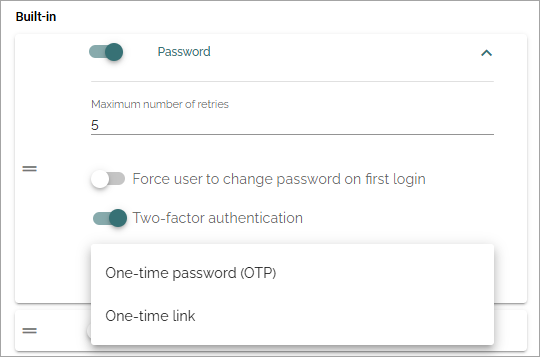 Built-in
Password
Maximum number of retries
5
Force user to change password on first login
Two-factor authentication
One-time password (OTP)
One-time link